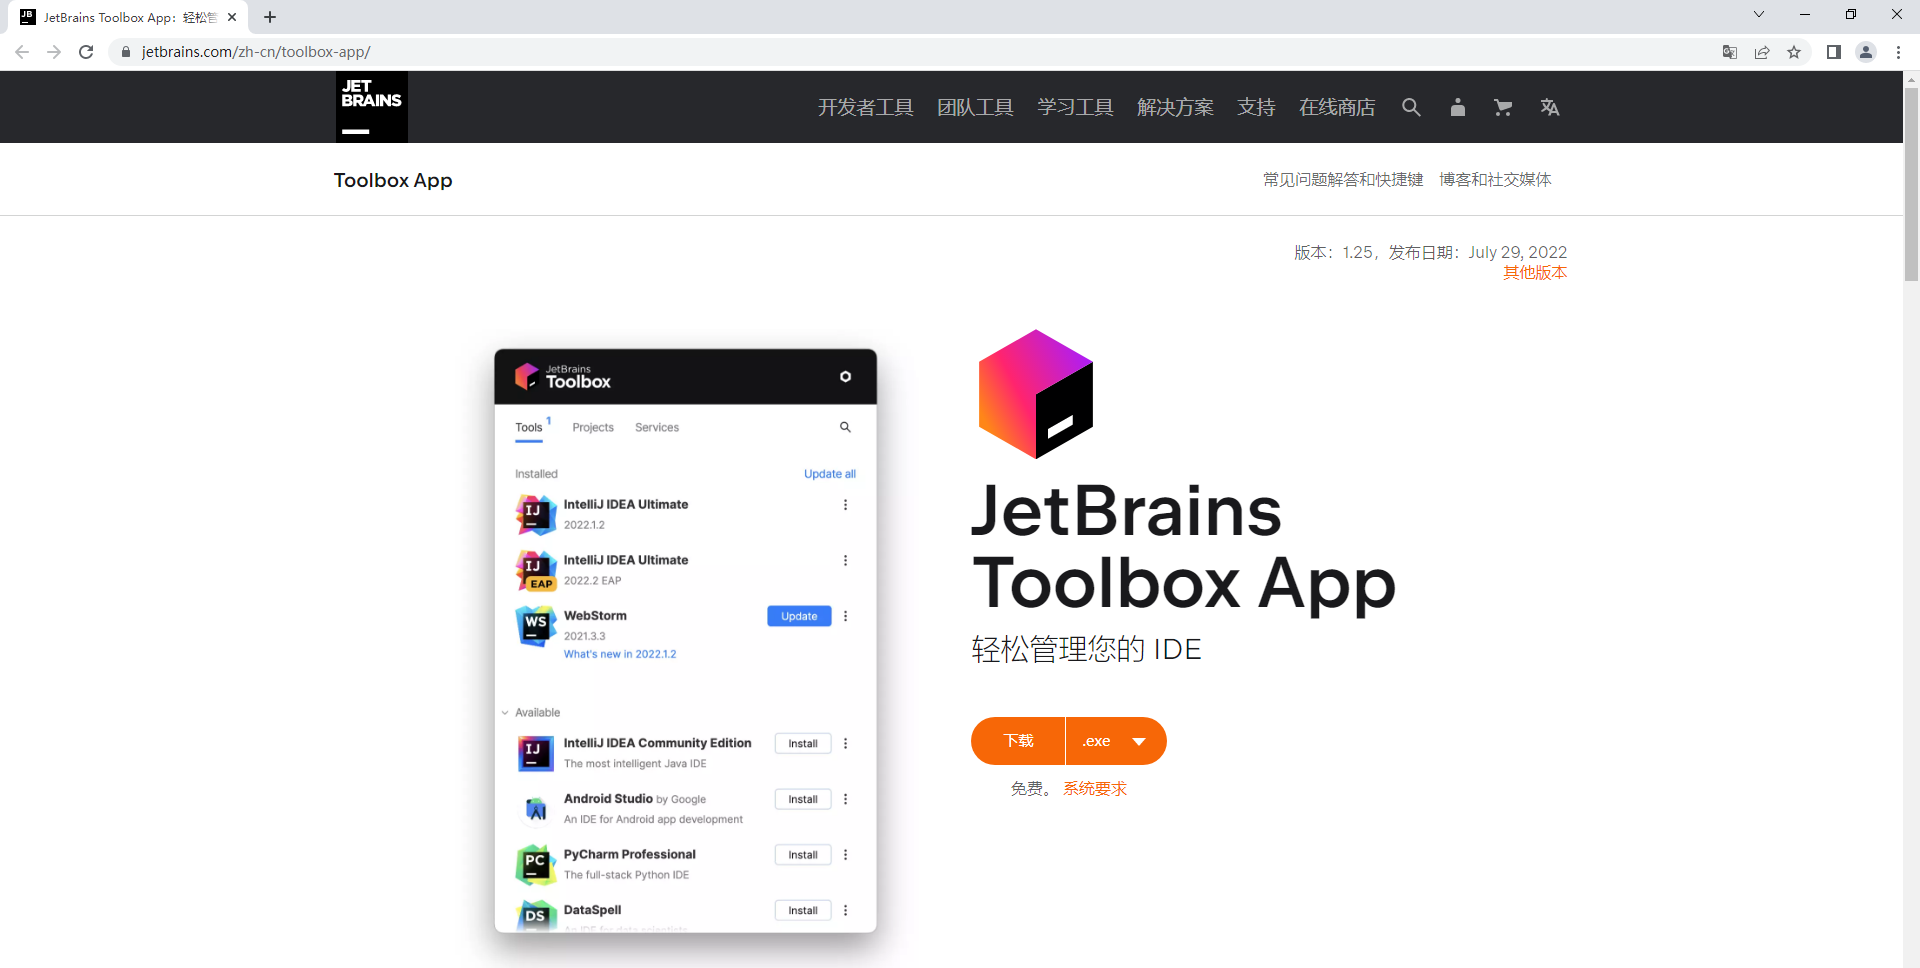 JetBrains Toolbox App：轻松管
jetbrains.com/zh-cn/toolbox-app/
JET
BRAINS
开发者工具 团队工具 学习工具 解决方案 支持 在线商店
Toolbox App
常见问题解答和快捷键 博客和社交媒体
版本：1.25，发布日期：July 29, 2022
其他版本
JetBrains
Toolbox
Tools 1 Projects Services
Installed Update all
IJ IntelliJ IDEA Ultimate
2022.1.2
IJ IntelliJ IDEA Ultimate
EAP 2022.2 EAP
WS WebStorm Update
2021.3.3
What's new in 2022.1.2
Available
IJ IntelliJ IDEA Community Edition Install
The most intelligent Java IDE
Android Studio by Google Install
An IDE for Android app development
PC PyCharm Professional Install
The full-stack Python IDE
DS DataSpell Install
An IDE for data scientists
JetBrains
Toolbox App
轻松管理您的 IDE
下载 .exe
免费。 系统要求